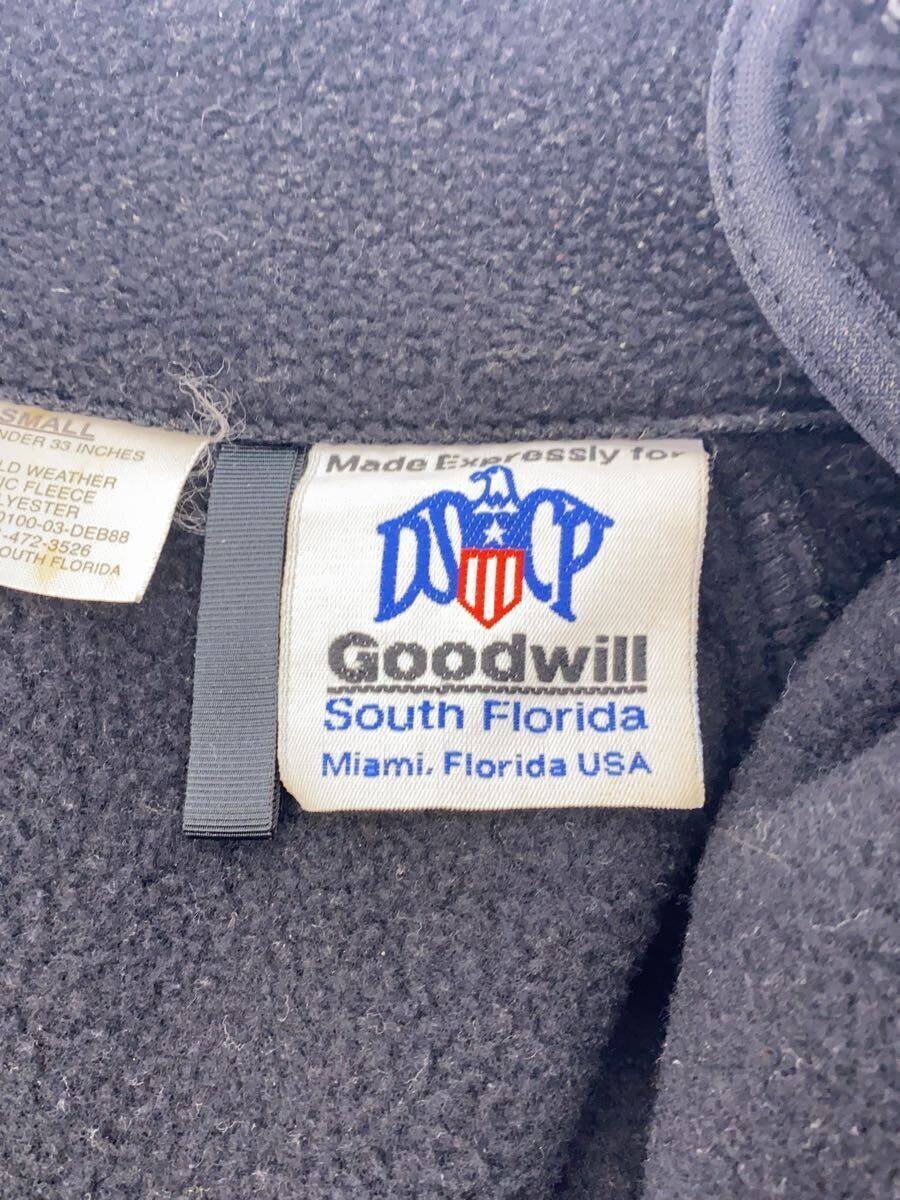 SMALL
NDER 33 INCHES
LD WEATHER
IC FLEECE
LYESTER
0100-03-DEB88
-472-3526
OUTH FLORIDA
Made Expressly for
DSCP
Goodwill
South Florida
Miami, Florida USA